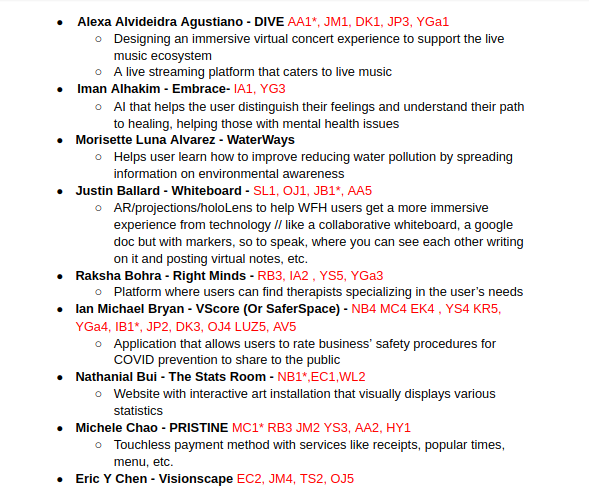 ● Alexa Alvideidra Agustiano - DIVE AA1*, JM1, DK1, JP3, YGa1
○ Designing an immersive virtual concert experience to support the live
music ecosystem
○ A live streaming platform that caters to live music
● Iman Alhakim - Embrace- IA1, YG3
○ AI that helps the user distinguish their feelings and understand their path
to healing, helping those with mental health issues
● Morisette Luna Alvarez - WaterWays
○ Helps user learn how to improve reducing water pollution by spreading
information on environmental awareness
● Justin Ballard - Whiteboard - SL1, OJ1, JB1*, AA5
○ AR/projections/holoLens to help WFH users get a more immersive
experience from technology // like a collaborative whiteboard, a google
doc but with markers, so to speak, where you can see each other writing
on it and posting virtual notes, etc.
● Raksha Bohra - Right Minds - RB3, IA2 , YS5, YGa3
○ Platform where users can find therapists specializing in the user's needs
● Ian Michael Bryan - VScore (Or SaferSpace) - NB4 MC4 EK4 , YS4 KR5,
YGa4, IB1*, JP2, DK3, OJ4 LUZ5, AV5
○ Application that allows users to rate business' safety procedures for
COVID prevention to share to the public
● Nathanial Bui - The Stats Room - NB1*,EC1,WL2
○ Website with interactive art installation that visually displays various
statistics
● Michele Chao - PRISTINE MC1* RB3 JM2 YS3, AA2, HY1
○ Touchless payment method with services like receipts, popular times,
menu, etc.
● Eric Y Chen - Visionscape EC2, JM4, TS2, OJ5